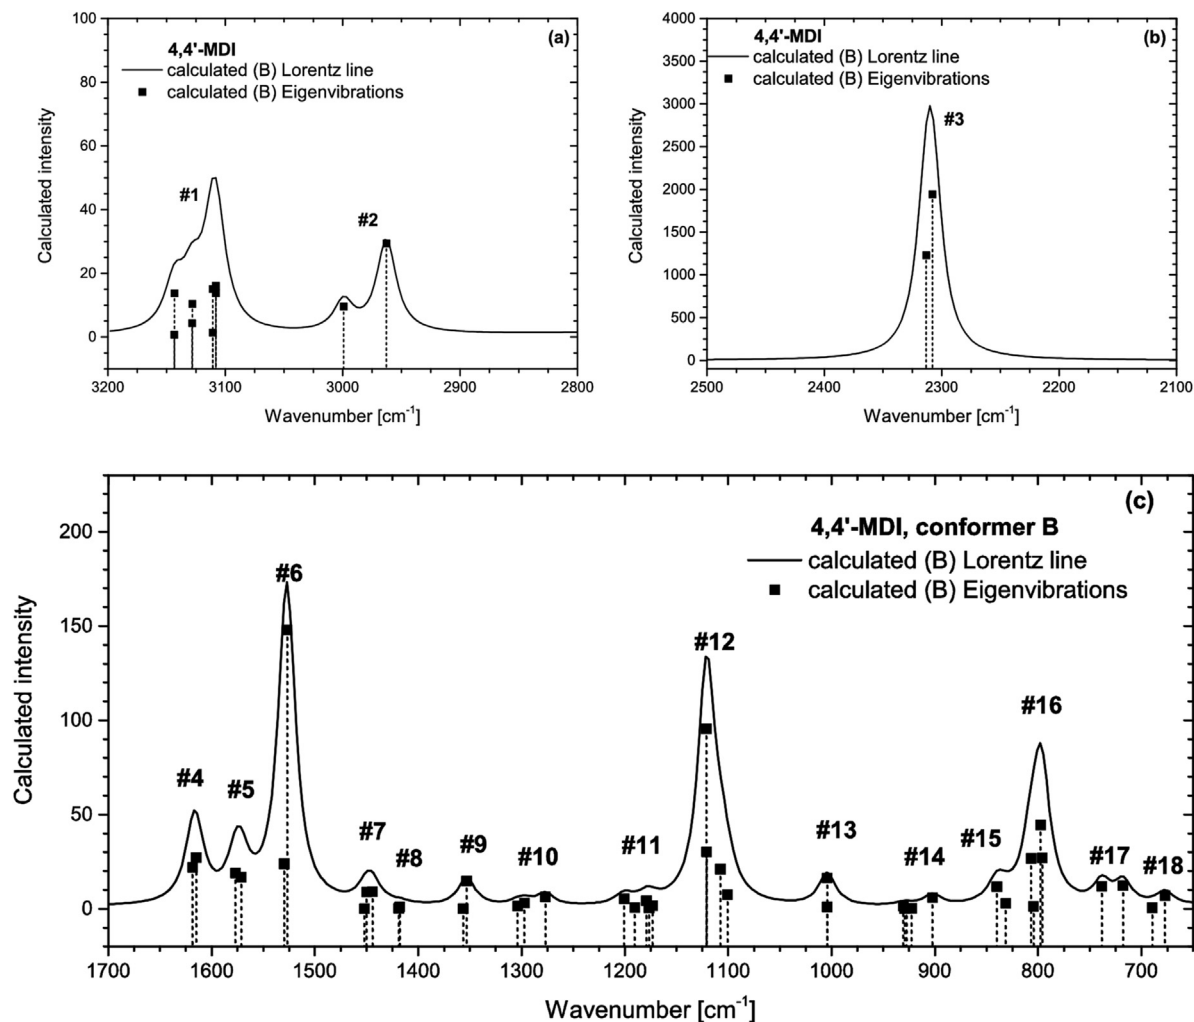 (a)
4,4'-MDI
calculated (B) Lorentz line
calculated (B) Eigenvibrations
#1
#2
100
80
60
40
20
0
Calculated intensity
3200 3100 3000 2900 2800
Wavenumber [cm-1]
(b)
4,4'-MDI
calculated (B) Lorentz line
calculated (B) Eigenvibrations
#3
4000
3500
3000
2500
2000
1500
1000
500
0
Calculated intensity
2500 2400 2300 2200 2100
Wavenumber [cm-1]
(c)
4,4'-MDI, conformer B
calculated (B) Lorentz line
calculated (B) Eigenvibrations
#4 #5 #6 #7 #8 #9 #10 #11 #12 #13 #14 #15 #16 #17 #18
200
150
100
50
0
Calculated intensity
1700 1600 1500 1400 1300 1200 1100 1000 900 800 700
Wavenumber [cm-1]